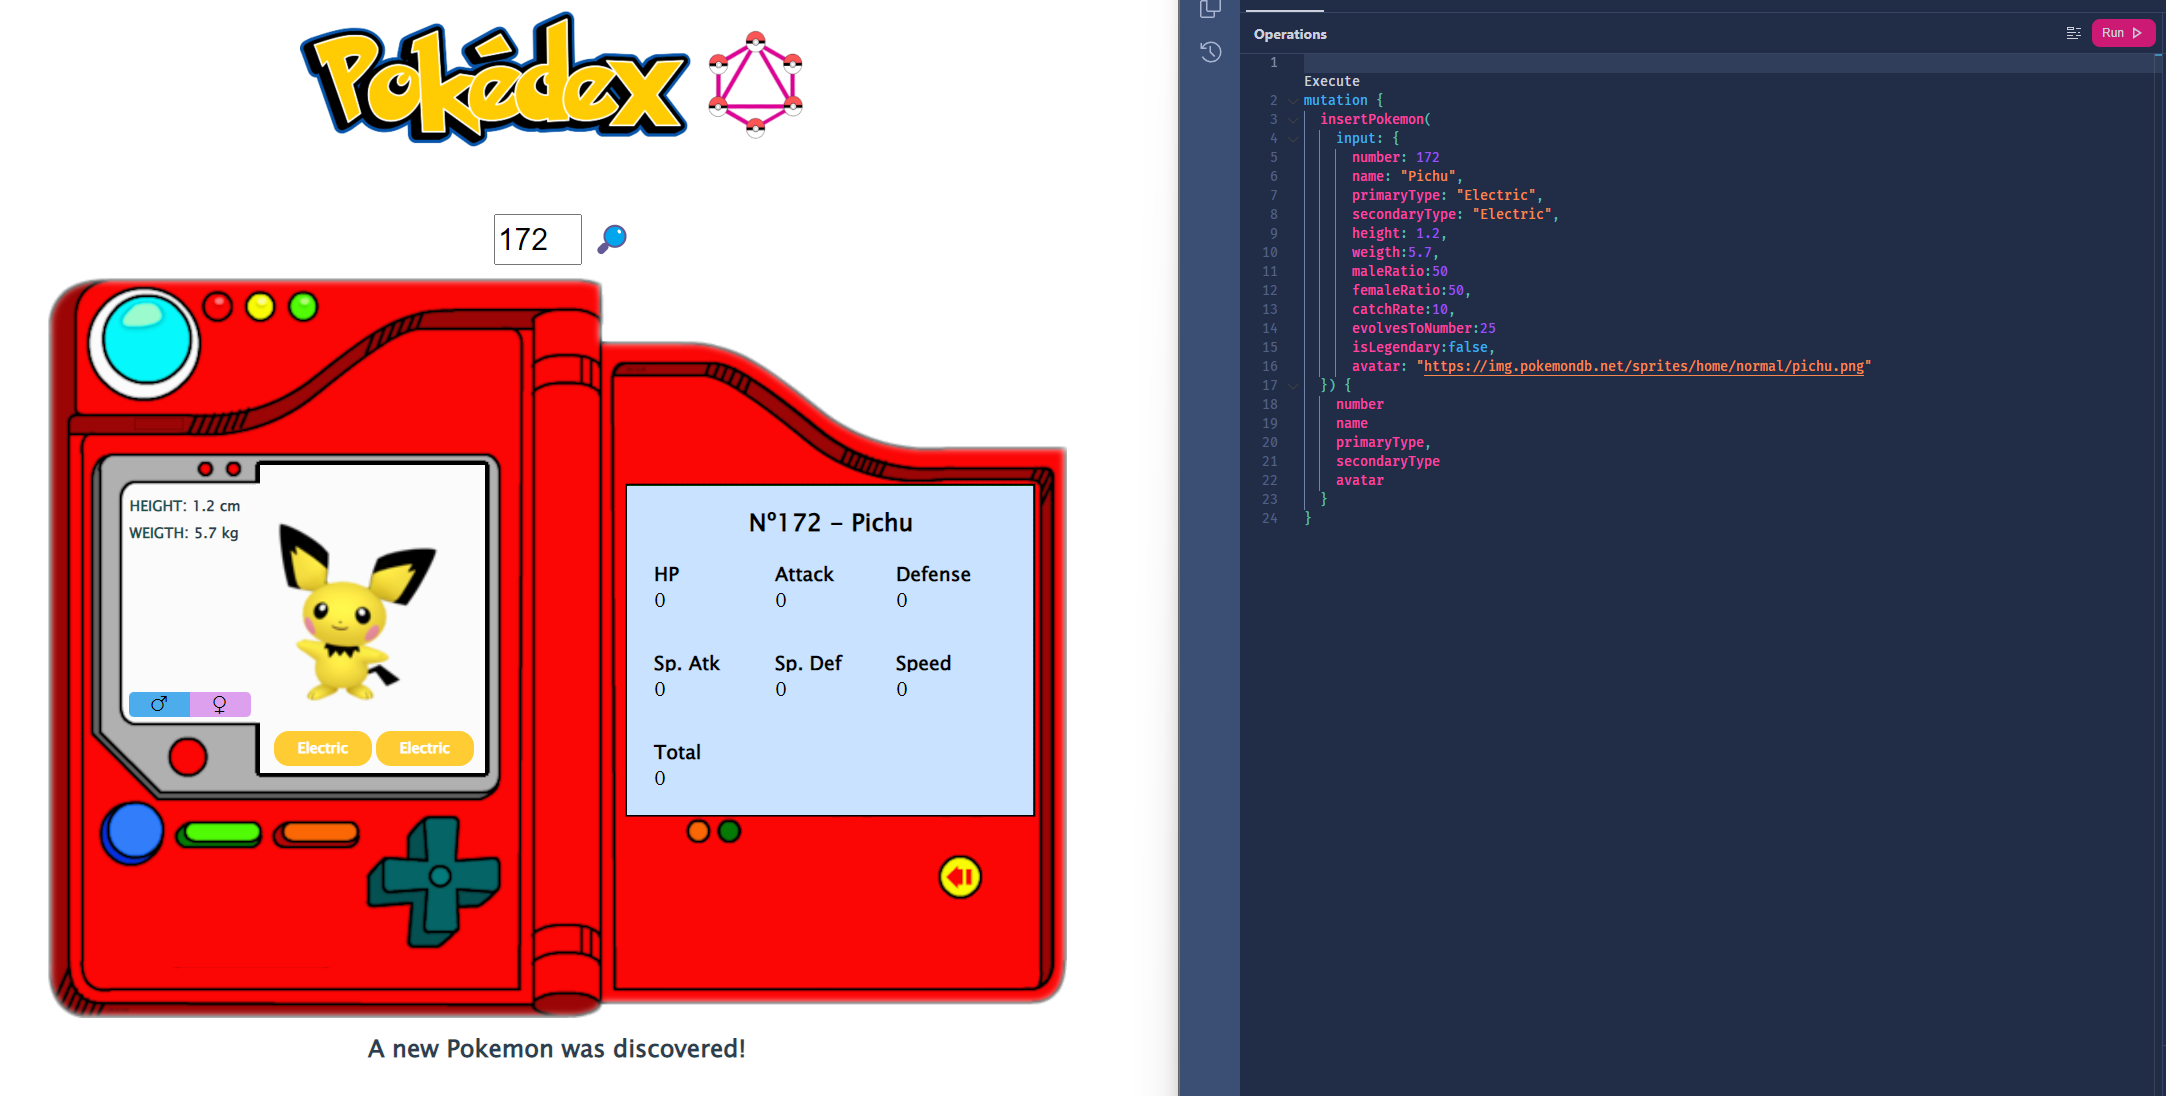 Pokédex
172
HEIGHT: 1.2 cm
WEIGTH: 5.7 kg
♂ ♀
Electric Electric
Nº172 - Pichu
HP Attack Defense
0 0 0
Sp. Atk Sp. Def Speed
0 0 0
Total
0
A new Pokemon was discovered!
Operations
Run
1
Execute
2 mutation {
3 insertPokemon(
4 input: {
5 number: 172
6 name: "Pichu",
7 primaryType: "Electric",
8 secondaryType: "Electric",
9 height: 1.2,
10 weigth:5.7,
11 maleRatio:50
12 femaleRatio:50,
13 catchRate:10,
14 evolvesToNumber:25
15 isLegendary:false,
16 avatar: "https://img.pokemondb.net/sprites/home/normal/pichu.png"
17 }) {
18 number
19 name
20 primaryType,
21 secondaryType
22 avatar
23 }
24 }